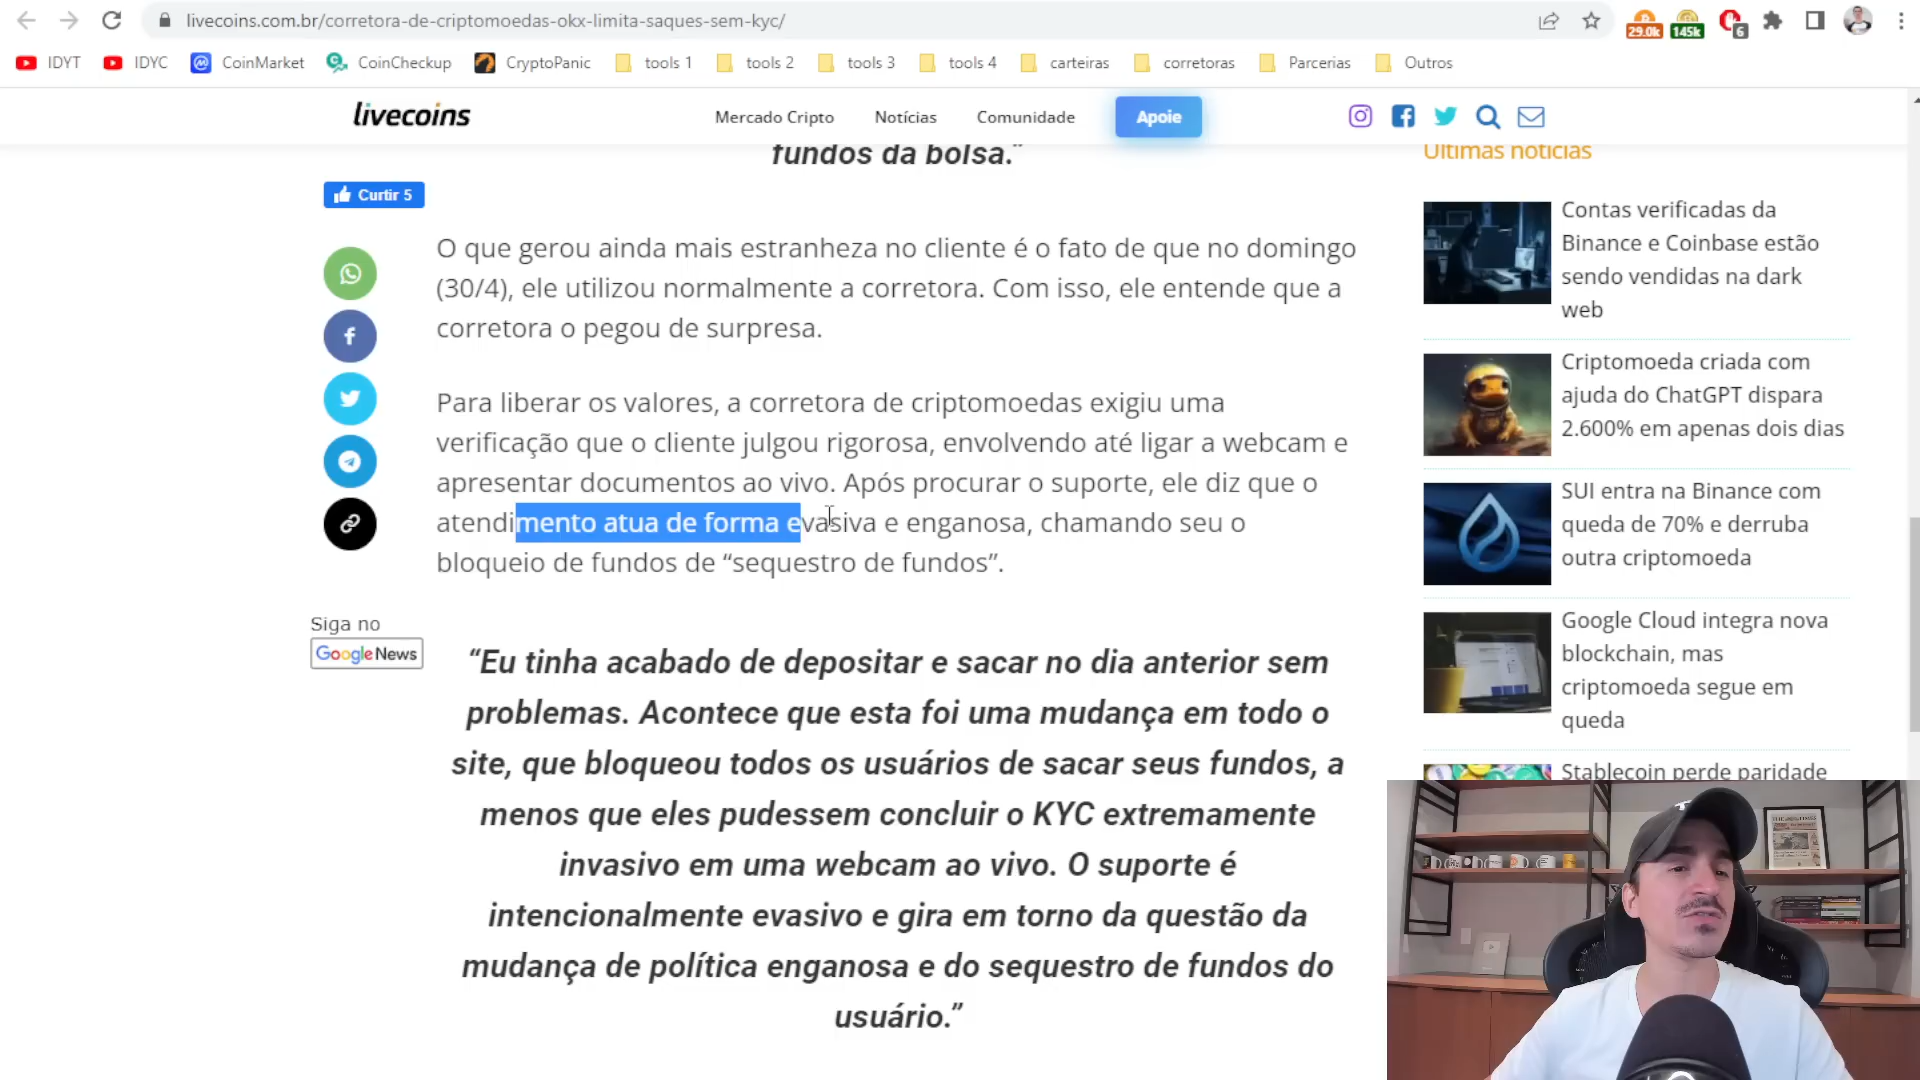 livecoins.com.br/corretora-de-criptomoedas-okx-limita-saques-sem-kyc/
29.0k
145k
6
IDYT
IDYC
CoinMarket
CoinCheckup
CryptoPanic
tools 1
tools 2
tools 3
tools 4
carteiras
corretoras
Parcerias
Outros
livecoins
Mercado Cripto
Notícias
Comunidade
Apoie
fundos da bolsa.”
Curtir 5
O que gerou ainda mais estranheza no cliente é o fato de que no domingo
(30/4), ele utilizou normalmente a corretora. Com isso, ele entende que a
corretora o pegou de surpresa.
Para liberar os valores, a corretora de criptomoedas exigiu uma
verificação que o cliente julgou rigorosa, envolvendo até ligar a webcam e
apresentar documentos ao vivo. Após procurar o suporte, ele diz que o
atendimento atua de forma evasiva e enganosa, chamando seu o
bloqueio de fundos de “sequestro de fundos”.
Siga no
Google News
“Eu tinha acabado de depositar e sacar no dia anterior sem
problemas. Acontece que esta foi uma mudança em todo o
site, que bloqueou todos os usuários de sacar seus fundos, a
menos que eles pudessem concluir o KYC extremamente
invasivo em uma webcam ao vivo. O suporte é
intencionalmente evasivo e gira em torno da questão da
mudança de política enganosa e do sequestro de fundos do
usuário.”
Últimas notícias
Contas verificadas da
Binance e Coinbase estão
sendo vendidas na dark
web
Criptomoeda criada com
ajuda do ChatGPT dispara
2.600% em apenas dois dias
SUI entra na Binance com
queda de 70% e derruba
outra criptomoeda
Google Cloud integra nova
blockchain, mas
criptomoeda segue em
queda
Stablecoin perde paridade